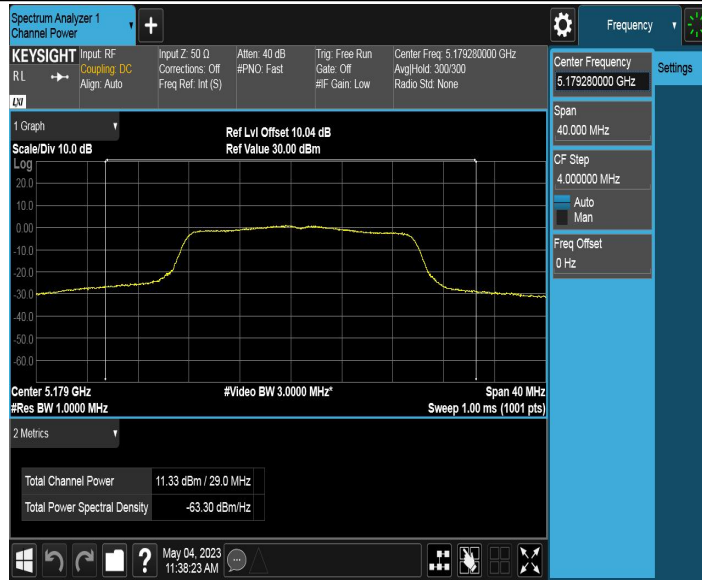 Spectrum Analyzer 1
Channel Power
+
Frequency
KEYSIGHT
RL
LXI
Input: RF
Coupling: DC
Align: Auto
Input Z: 50 Ω
Corrections: Off
Freq Ref: Int (S)
Atten: 40 dB
#PNO: Fast
Trig: Free Run
Gate: Off
#IF Gain: Low
Center Freq: 5.179280000 GHz
Avg|Hold: 300/300
Radio Std: None
Center Frequency
5.179280000 GHz
Settings
Span
40.000 MHz
CF Step
4.000000 MHz
Auto
Man
Freq Offset
0 Hz
1 Graph
Scale/Div 10.0 dB
Ref Lvl Offset 10.04 dB
Ref Value 30.00 dBm
Log
20.0
10.0
0.00
-10.0
-20.0
-30.0
-40.0
-50.0
-60.0
Center 5.179 GHz
#Video BW 3.0000 MHz*
Span 40 MHz
#Res BW 1.0000 MHz
Sweep 1.00 ms (1001 pts)
2 Metrics
Total Channel Power 11.33 dBm / 29.0 MHz
Total Power Spectral Density -63.30 dBm/Hz
?
May 04, 2023
11:38:23 AM